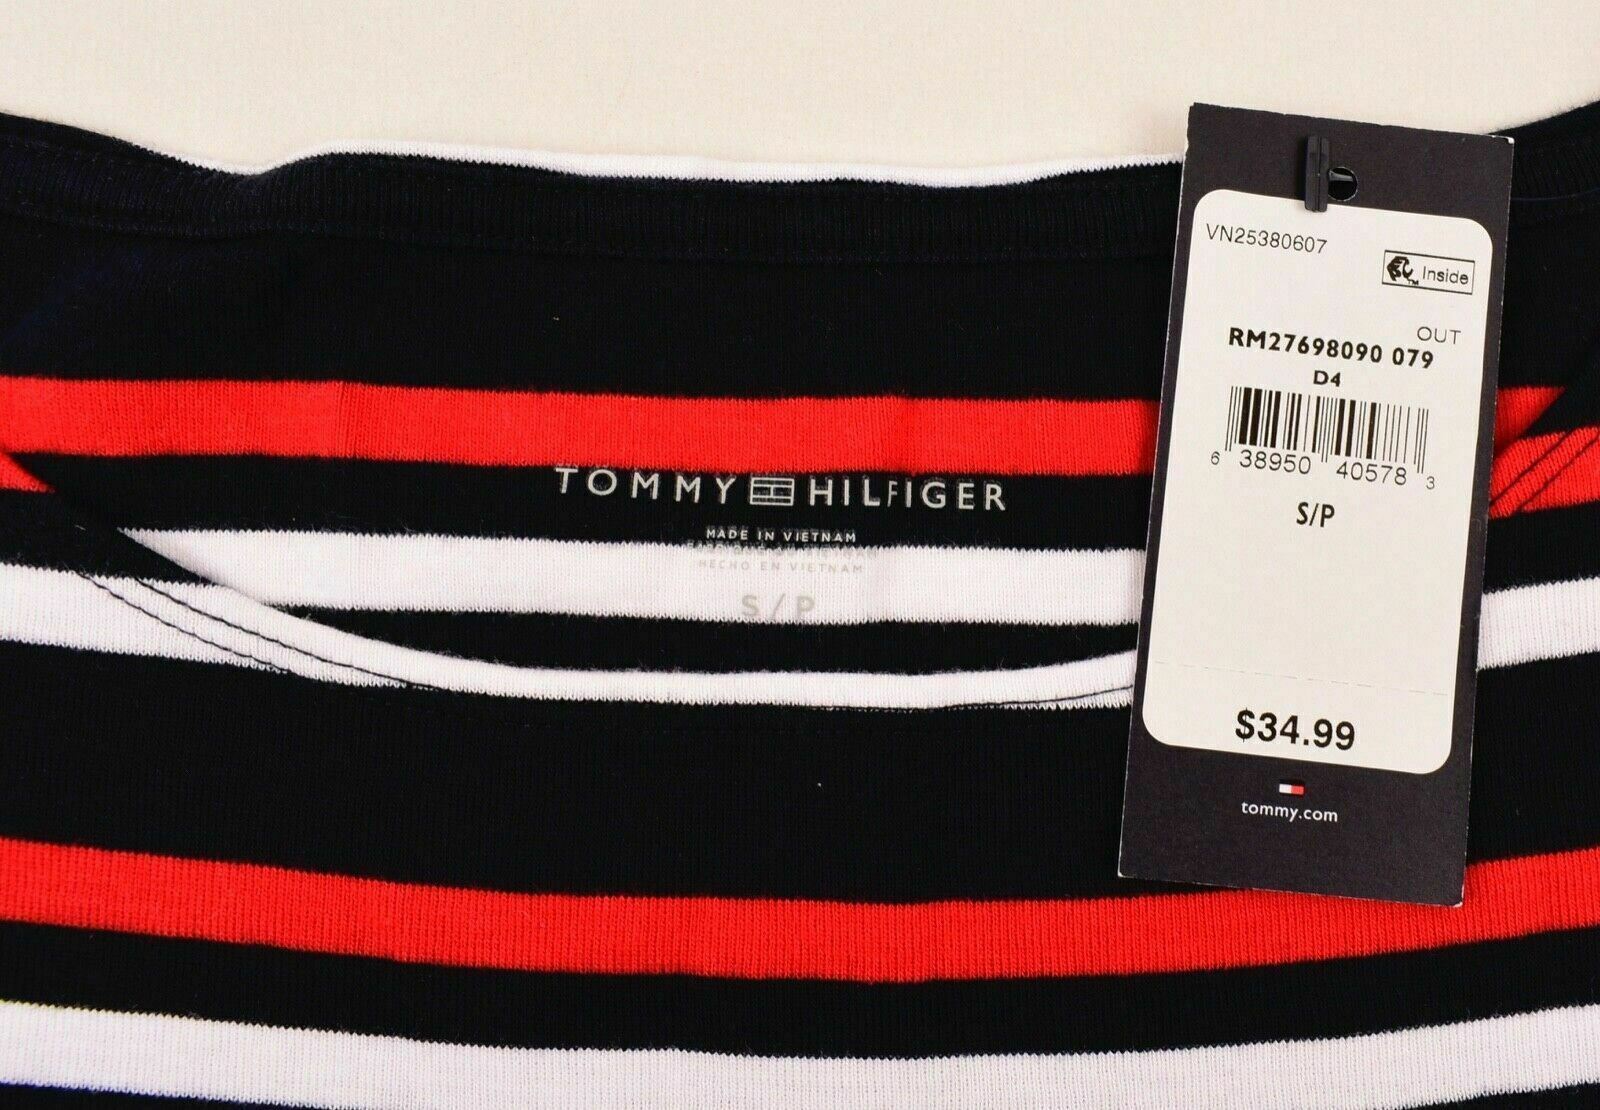 TOMMY HILFIGER
MADE IN VIETNAM
HECHO EN VIETNAM
S / P
VN25380607
Inside
OUT
RM27698090 079
D4
6 38950 40578 3
S/P
$34.99
tommy.com